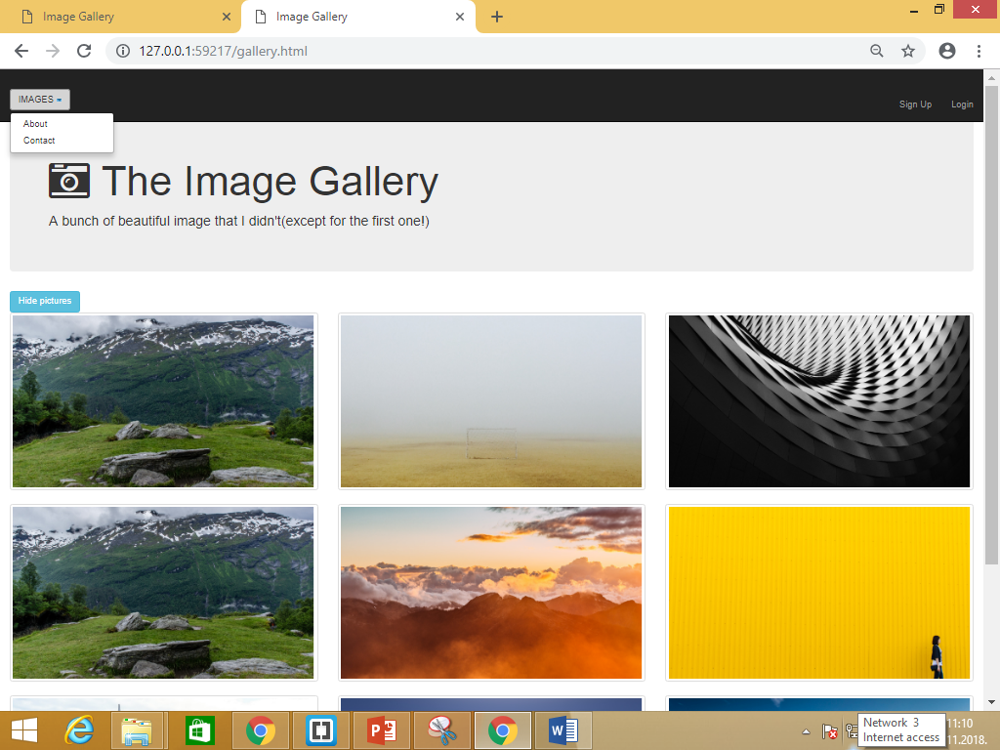 Image Gallery
Image Gallery
127.0.0.1:59217/gallery.html
IMAGES
Sign Up
Login
About
Contact
The Image Gallery
A bunch of beautiful image that I didn't(except for the first one!)
Hide pictures
Network 3
Internet access
11:10
11.2018.